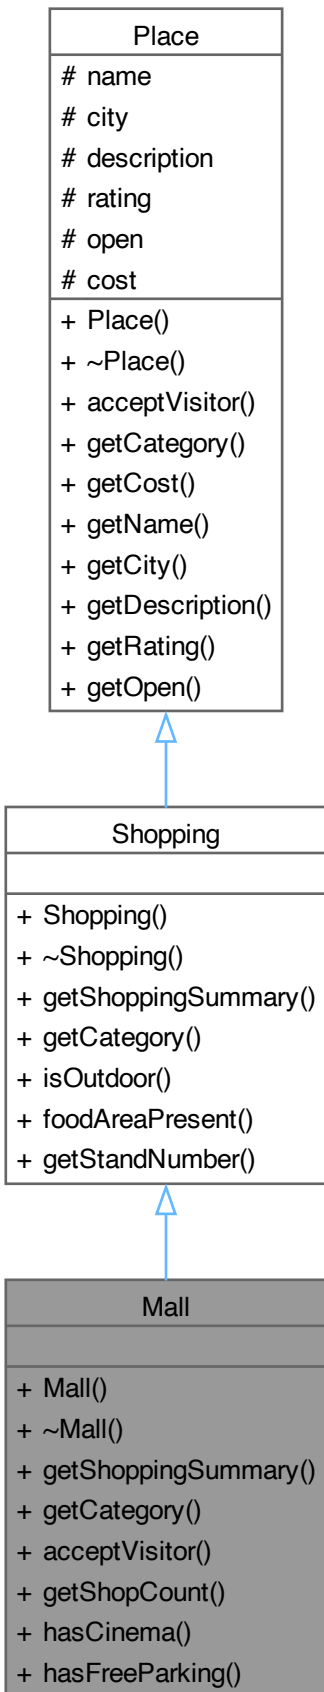 Place
# name
# city
# description
# rating
# open
# cost
+ Place()
+ ~Place()
+ acceptVisitor()
+ getCategory()
+ getCost()
+ getName()
+ getCity()
+ getDescription()
+ getRating()
+ getOpen()
Shopping
+ Shopping()
+ ~Shopping()
+ getShoppingSummary()
+ getCategory()
+ isOutdoor()
+ foodAreaPresent()
+ getStandNumber()
Mall
+ Mall()
+ ~Mall()
+ getShoppingSummary()
+ getCategory()
+ acceptVisitor()
+ getShopCount()
+ hasCinema()
+ hasFreeParking()